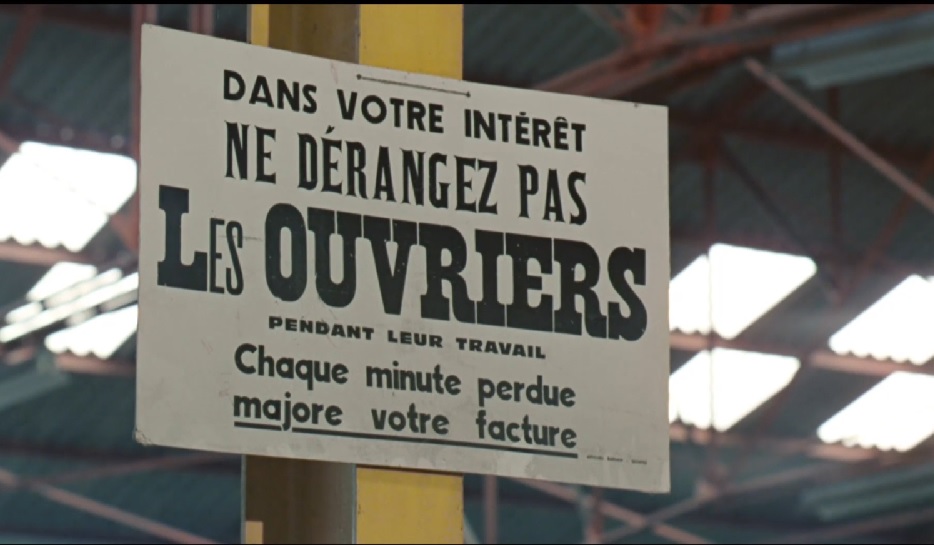 DANS VOTRE INTÉRÊT
NE DÉRANGEZ PAS
LES OUVRIERS
PENDANT LEUR TRAVAIL
Chaque minute perdue
majore votre facture